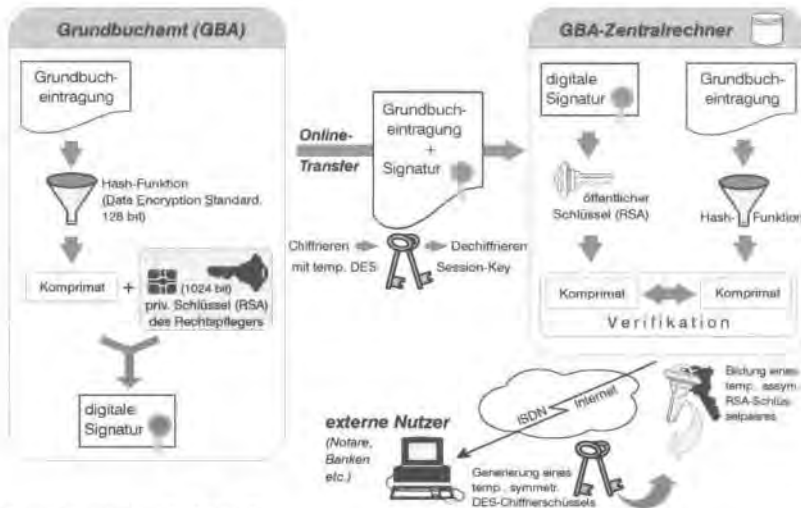 Grundbuchamt (GBA)
Grundbuch-
eintragung
Hash-Funktion
(Data Encryption Standard.
128 bit)
Komprimat
+
(1024 bit)
priv. Schlüssel (RSA)
des Rechtspflegers
digitale
Signatur
Online-
Transfer
Grundbuch-
eintragung
+
Signatur
Chiffrieren
Dechiffrieren
mit temp. DES
Session-Key
GBA-Zentralrechner
digitale
Signatur
Grundbuch-
eintragung
öffentlicher
Schlüssel (RSA)
Hash-Funktion
Komprimat
Komprimat
Verifikation
ISDN
Internet
Bildung eines
temp. assym.
RSA-Schlüs-
selpaares
externe Nutzer
(Notare,
Banken
etc.)
Generierung eines
temp. symmetr.
DES-Chiffrierschüssels